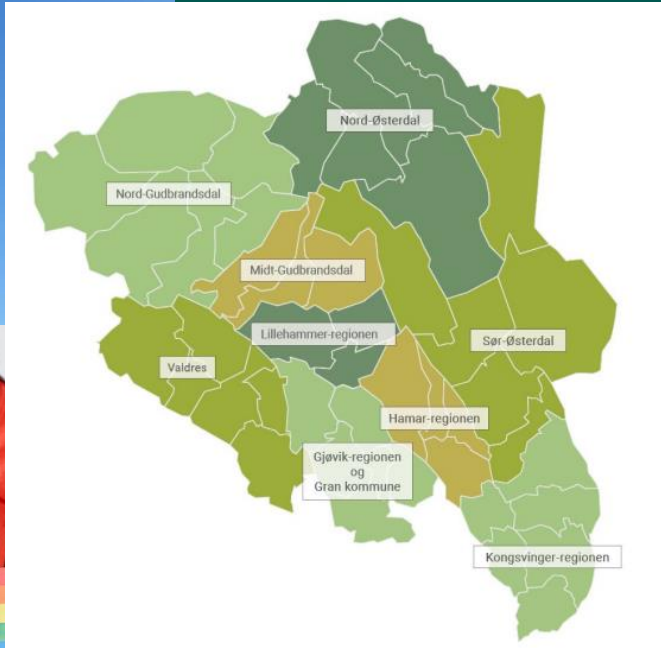 Nord-Østerdal
Nord-Gudbrandsdal
Midt-Gudbrandsdal
Lillehammer-regionen
Sør-Østerdal
Valdres
Hamar-regionen
Gjøvik-regionen
og
Gran kommune
Kongsvinger-regionen